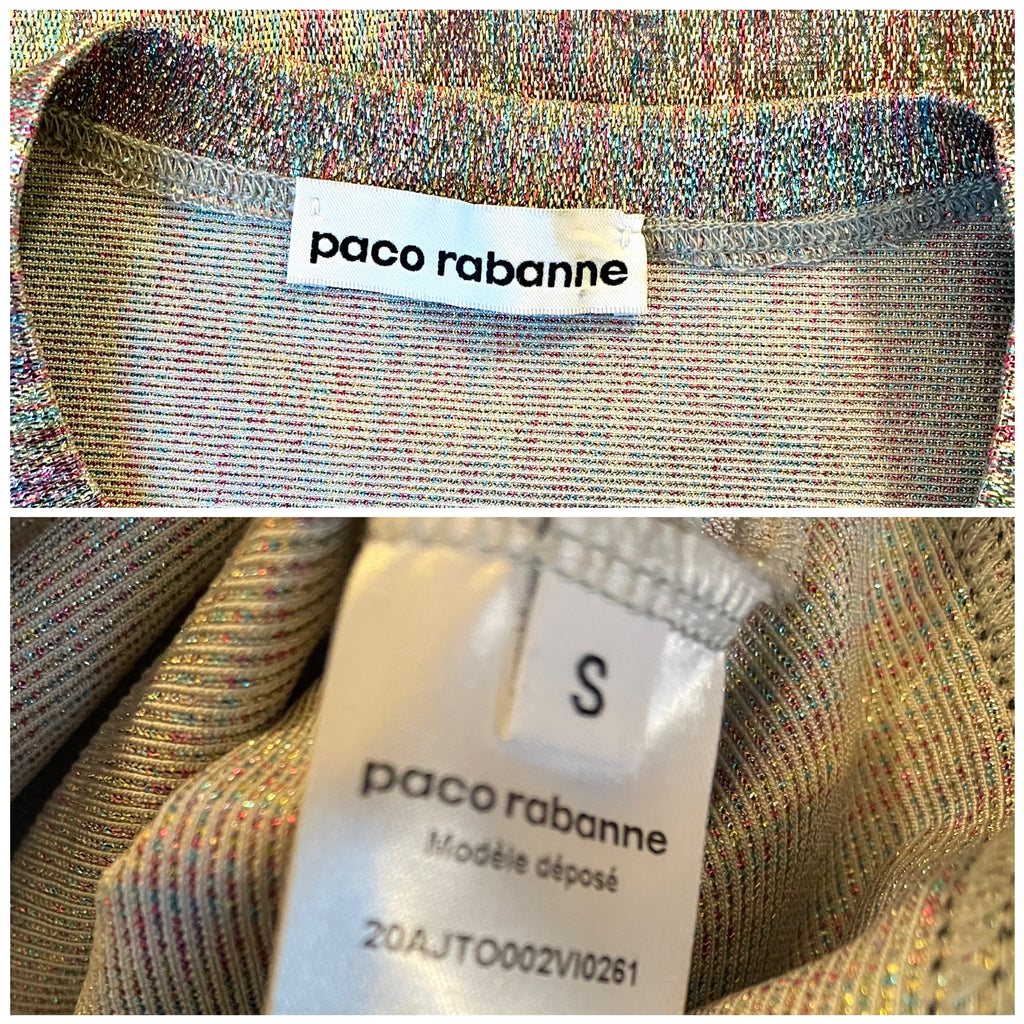 paco rabanne
S
paco rabanne
Modèle déposé
20AJTO002VI0261